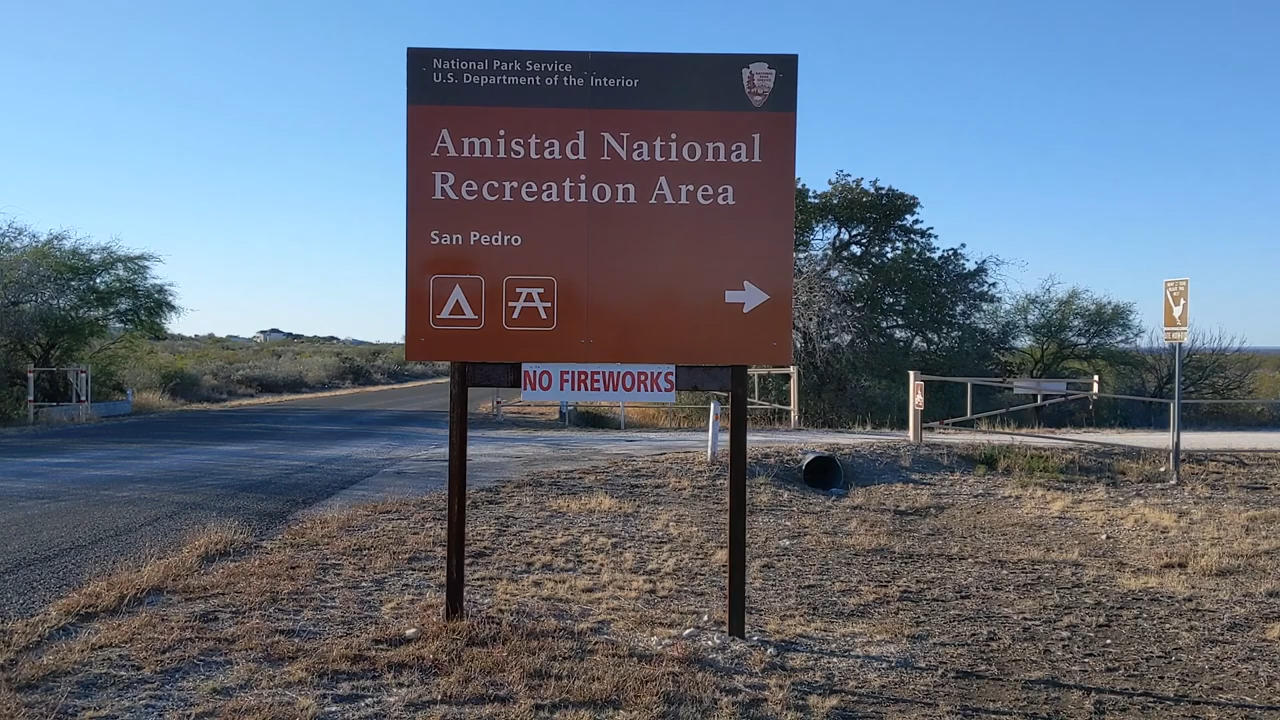 National Park Service
U.S. Department of the Interior
Amistad National
Recreation Area
San Pedro
NO FIREWORKS